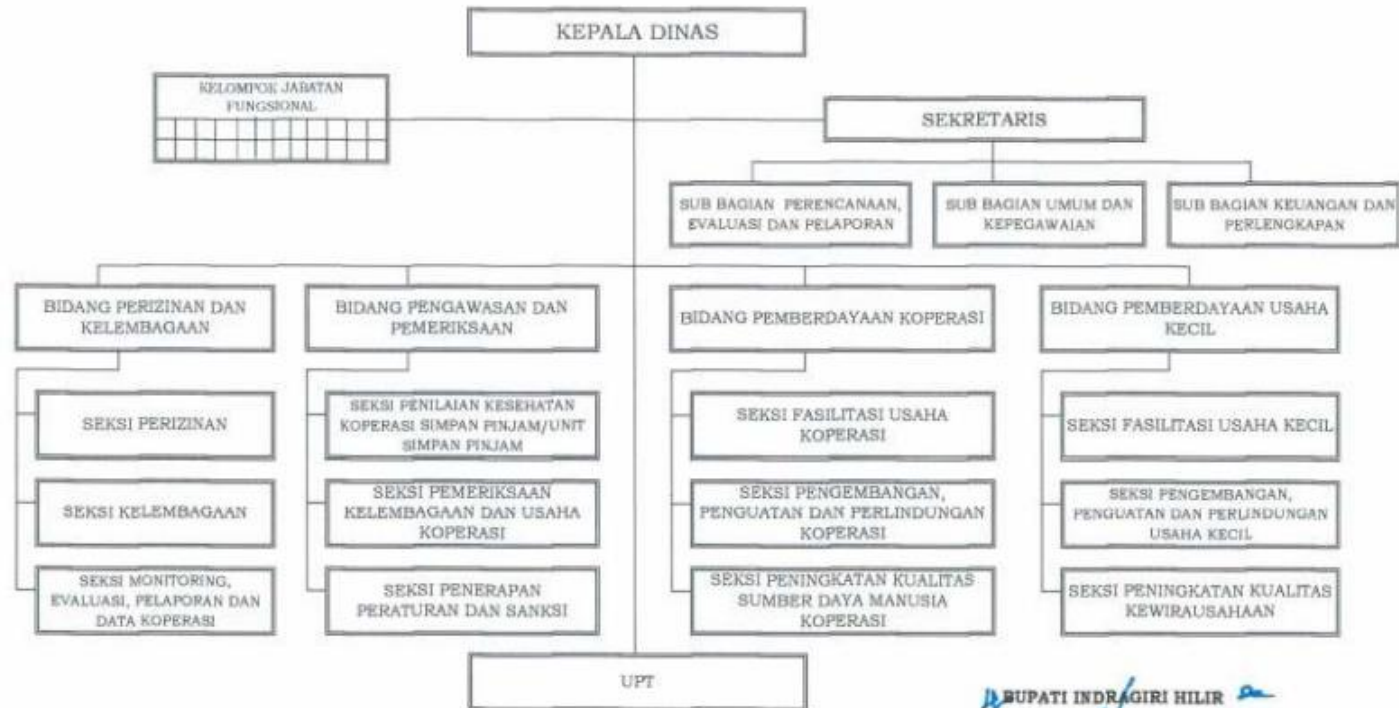 KEPALA DINAS
KELOMPOK JABATAN
FUNGSIONAL
SEKRETARIS
SUB BAGIAN PERENCANAAN,
EVALUASI DAN PELAPORAN
SUB BAGIAN UMUM DAN
KEPEGAWAIAN
SUB BAGIAN KEUANGAN DAN
PERLENGKAPAN
BIDANG PERIZINAN DAN
KELEMBAGAAN
BIDANG PENGAWASAN DAN
PEMERIKSAAN
BIDANG PEMBERDAYAAN KOPERASI
BIDANG PEMBERDAYAAN USAHA
KECIL
SEKSI PERIZINAN
SEKSI PENILAIAN KESEHATAN
KOPERASI SIMPAN PINJAM/UNIT
SIMPAN PINJAM
SEKSI FASILITASI USAHA
KOPERASI
SEKSI FASILITASI USAHA KECIL
SEKSI KELEMBAGAAN
SEKSI PEMERIKSAAN
KELEMBAGAAN DAN USAHA
KOPERASI
SEKSI PENGEMBANGAN,
PENGUATAN DAN PERLINDUNGAN
KOPERASI
SEKSI PENGEMBANGAN,
PENGUATAN DAN PERLINDUNGAN
USAHA KECIL
SEKSI MONITORING,
EVALUASI, PELAPORAN DAN
DATA KOPERASI
SEKSI PENERAPAN
PERATURAN DAN SANKSI
SEKSI PENINGKATAN KUALITAS
SUMBER DAYA MANUSIA
KOPERASI
SEKSI PENINGKATAN KUALITAS
KEWIRAUSAHAAN
UPT
BUPATI INDRAGIRI HILIR